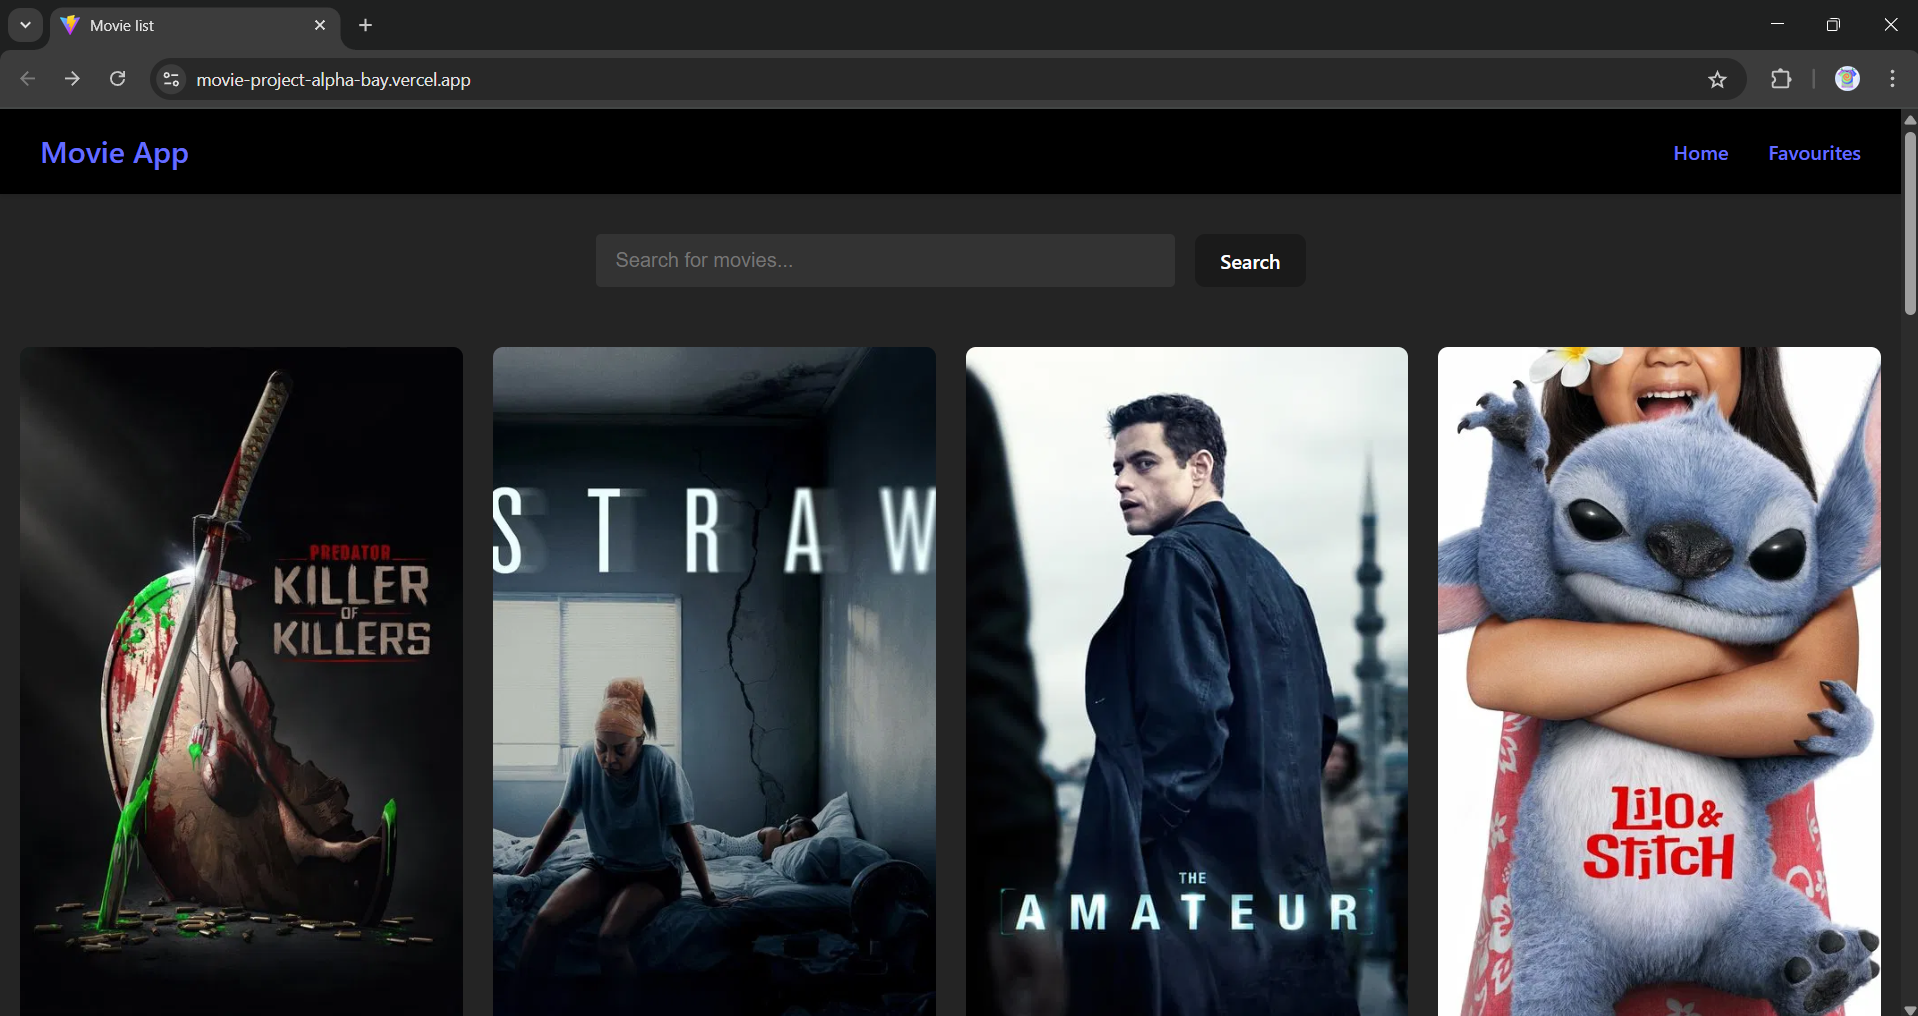 Movie list
movie-project-alpha-bay.vercel.app
Movie App
Home
Favourites
Search for movies...
Search
PREDATOR
KILLER
OF
KILLERS
STRAW
THE
AMATEUR
Lilo &
Stitch